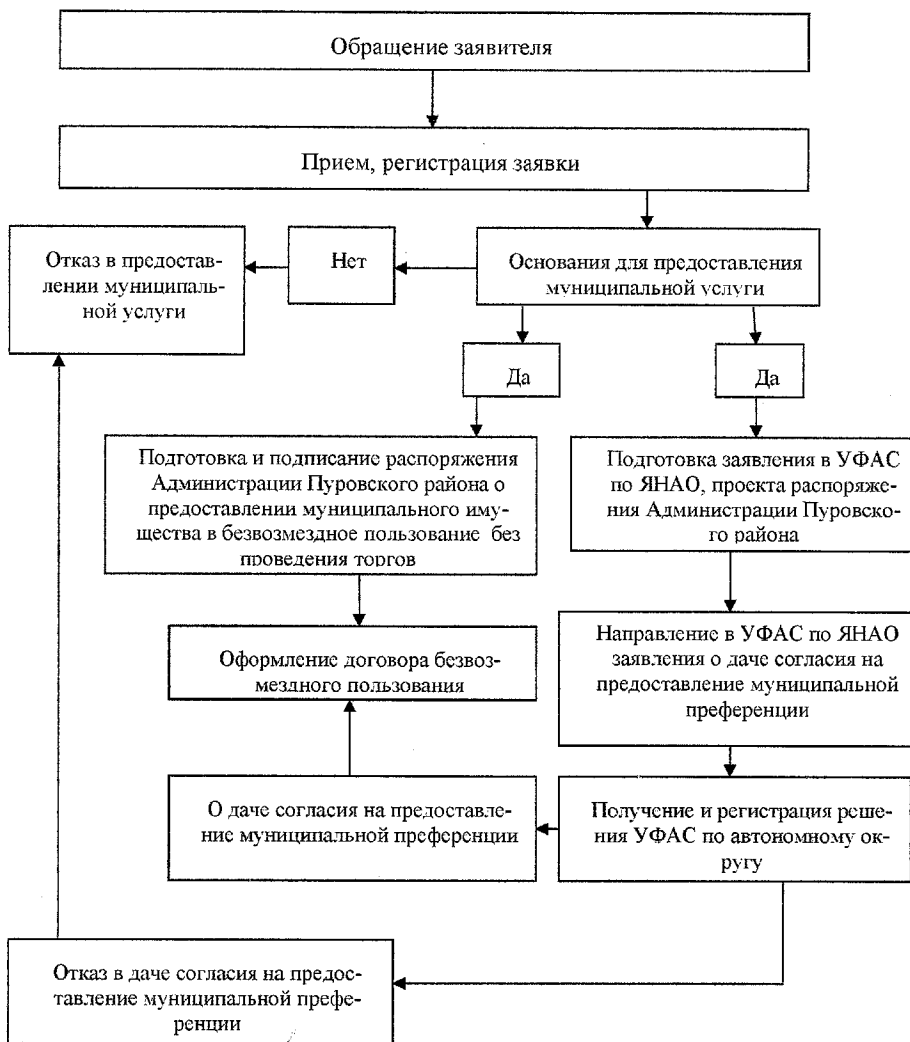 Обращение заявителя
Прием, регистрация заявки
Отказ в предостав-
лении муниципаль-
ной услуги
Нет
Основания для предоставления
муниципальной услуги
Да
Да
Подготовка и подписание распоряжения
Администрации Пуровского района о
предоставлении муниципального иму-
щества в безвозмездное пользование без
проведения торгов
Подготовка заявления в УФАС
по ЯНАО, проекта распоряже-
ния Администрации Пуровско-
го района
Оформление договора безвоз-
мездного пользования
Направление в УФАС по ЯНАО
заявления о даче согласия на
предоставление муниципальной
преференции
О даче согласия на предоставле-
ние муниципальной преференции
Получение и регистрация реше-
ния УФАС по автономному ок-
ругу
Отказ в даче согласия на предос-
тавление муниципальной префе-
ренции